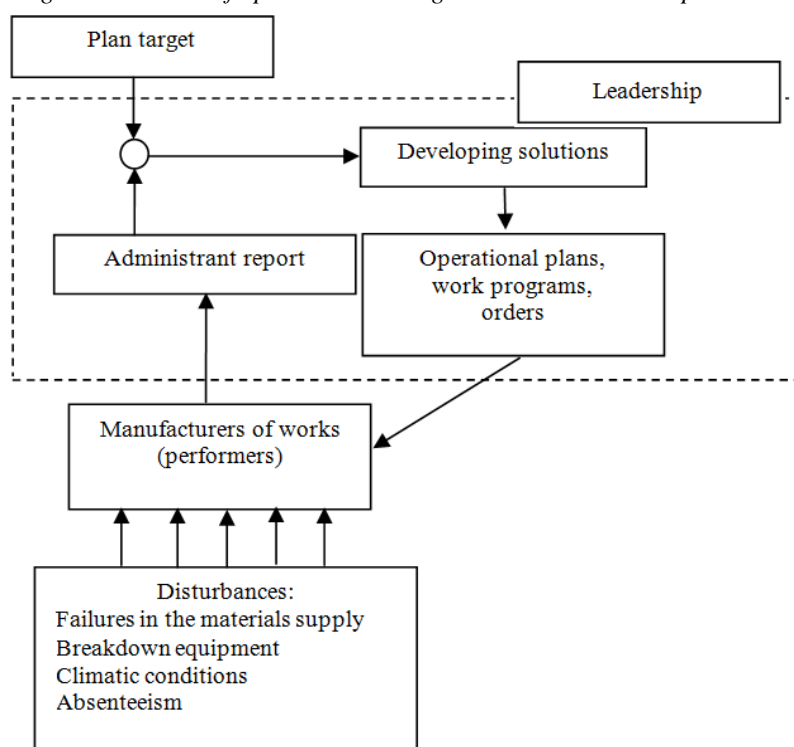 Plan target
Leadership
Developing solutions
Administrant report
Operational plans,
work programs,
orders
Manufacturers of works
(performers)
Disturbances:
Failures in the materials supply
Breakdown equipment
Climatic conditions
Absenteeism